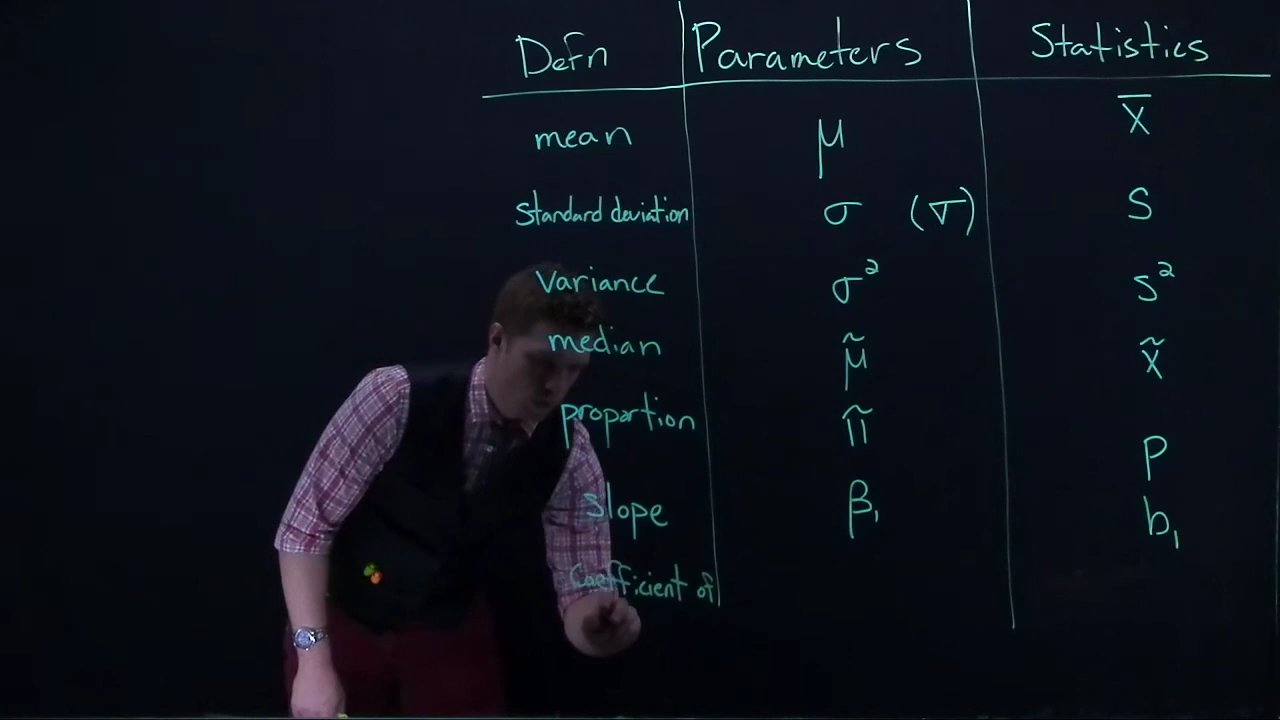 Defn Parameters Statistics
mean μ x̄
Standard deviation σ (σ) S
Variance σ² s²
median μ̃ x̃
proportion π p
slope β₁ b₁
Coefficient of